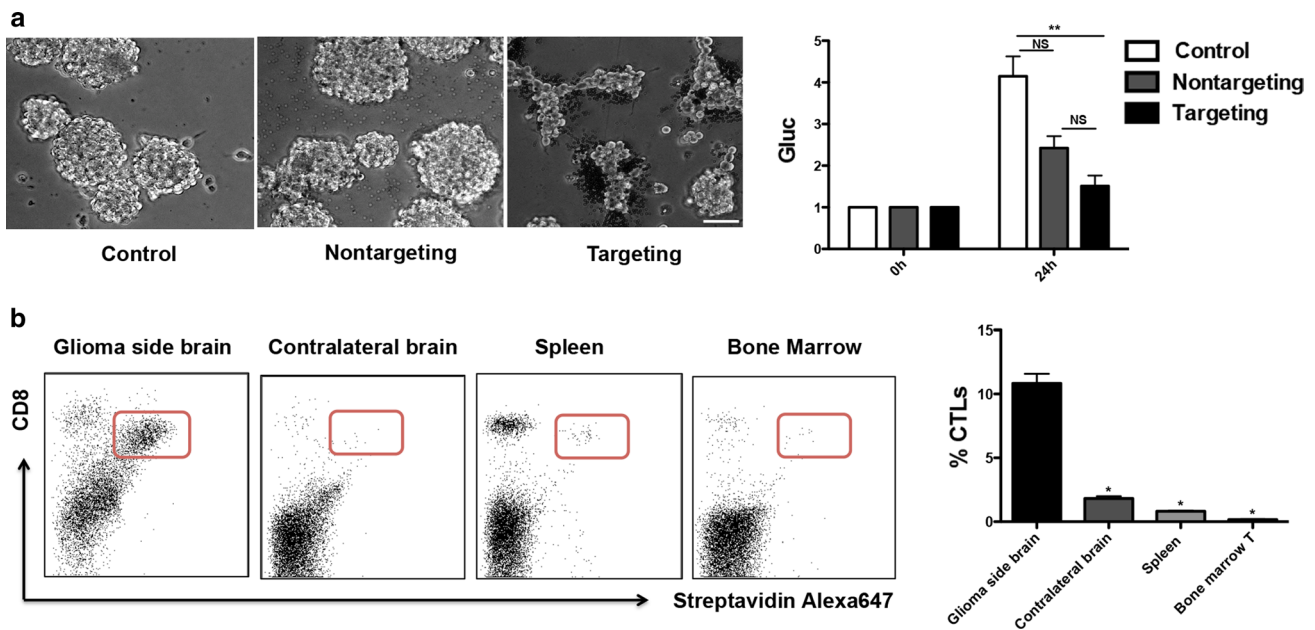 a
Control
Nontargeting
Targeting
Gluc
5
4
3
2
1
0
**
NS
NS
0h
24h
Control
Nontargeting
Targeting
b
Glioma side brain
Contralateral brain
Spleen
Bone Marrow
CD8
Streptavidin Alexa647
% CTLs
15
10
5
0
*
*
*
Glioma side brain
Contralateral brain
Spleen
Bone marrow T